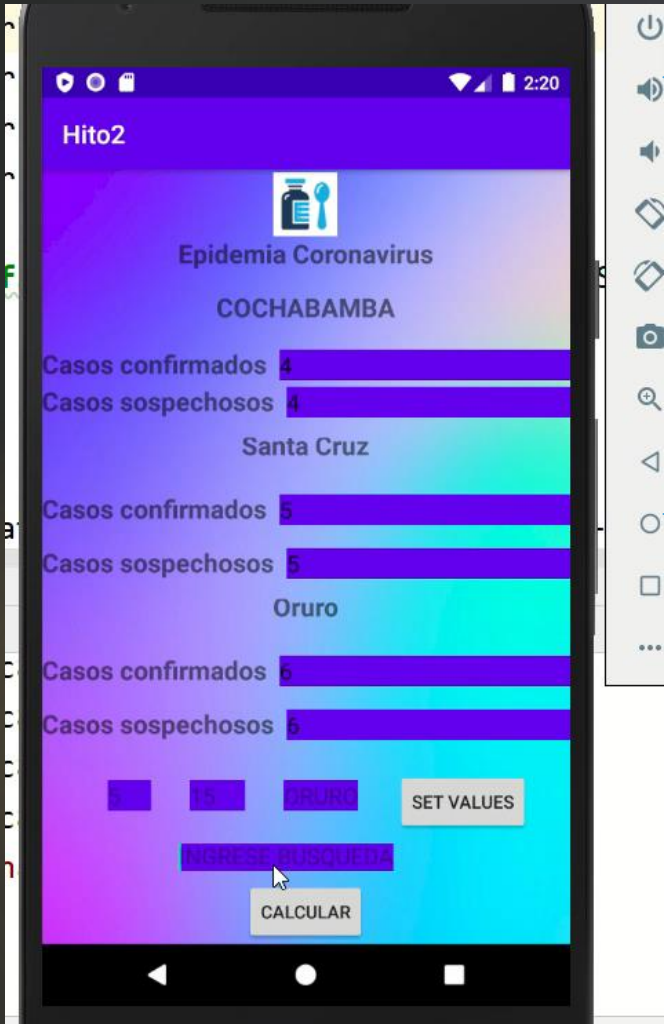 2:20
Hito2
Epidemia Coronavirus
COCHABAMBA
Casos confirmados 4
Casos sospechosos 4
Santa Cruz
Casos confirmados 5
Casos sospechosos 5
Oruro
Casos confirmados 6
Casos sospechosos 6
5 15 ORURO SET VALUES
INGRESE BUSQUEDA
CALCULAR